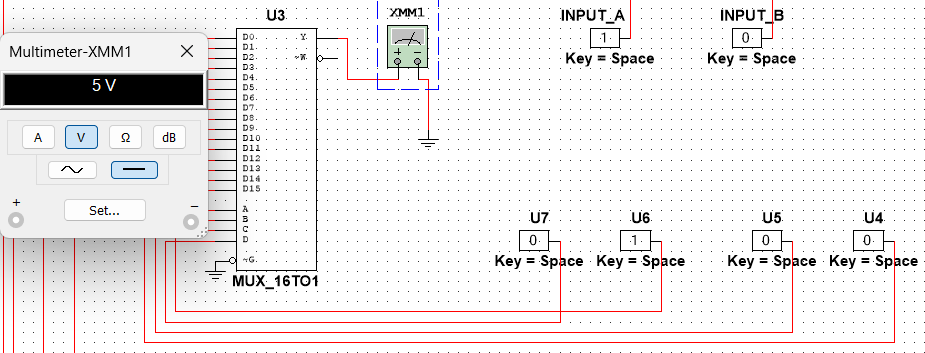 U3
XMM1
INPUT_A
INPUT_B
1
0
Key = Space
Key = Space
Multimeter-XMM1
5 V
A
V
Ω
dB
Set...
+
−
D0
D1
D2
D3
D4
D5
D6
D7
D8
D9
D10
D11
D12
D13
D14
D15
A
B
C
D
~G
Y
~W
+
-
MUX_16TO1
U7
U6
U5
U4
0
1
0
0
Key = Space
Key = Space
Key = Space
Key = Space